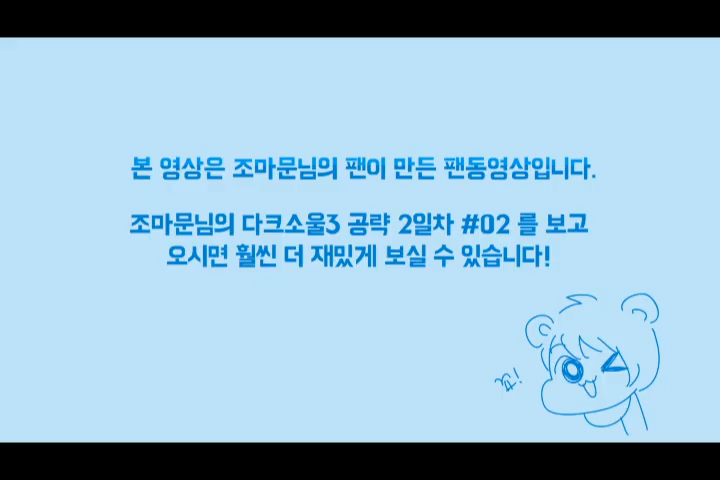 본 영상은 조마문님의 팬이 만든 팬동영상입니다.
조마문님의 다크소울3 공략 2일차 #02 를 보고
오시면 훨씬 더 재밌게 보실 수 있습니다!
꼬!